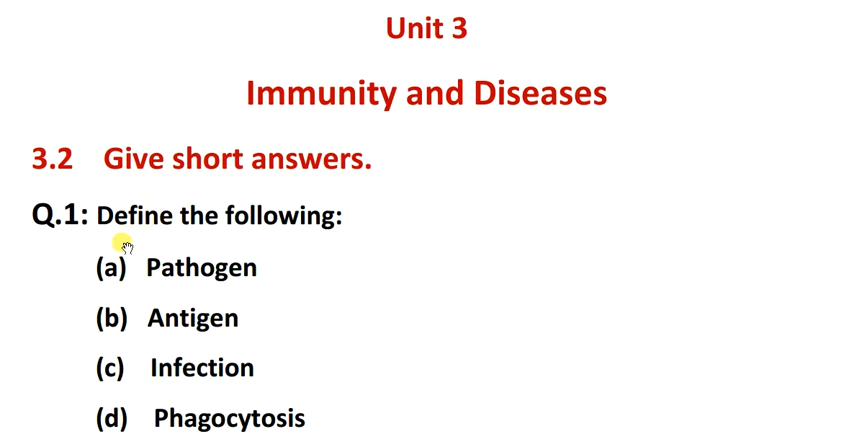 Unit 3
Immunity and Diseases
3.2 Give short answers.
Q.1: Define the following:
(a) Pathogen
(b) Antigen
(c) Infection
(d) Phagocytosis